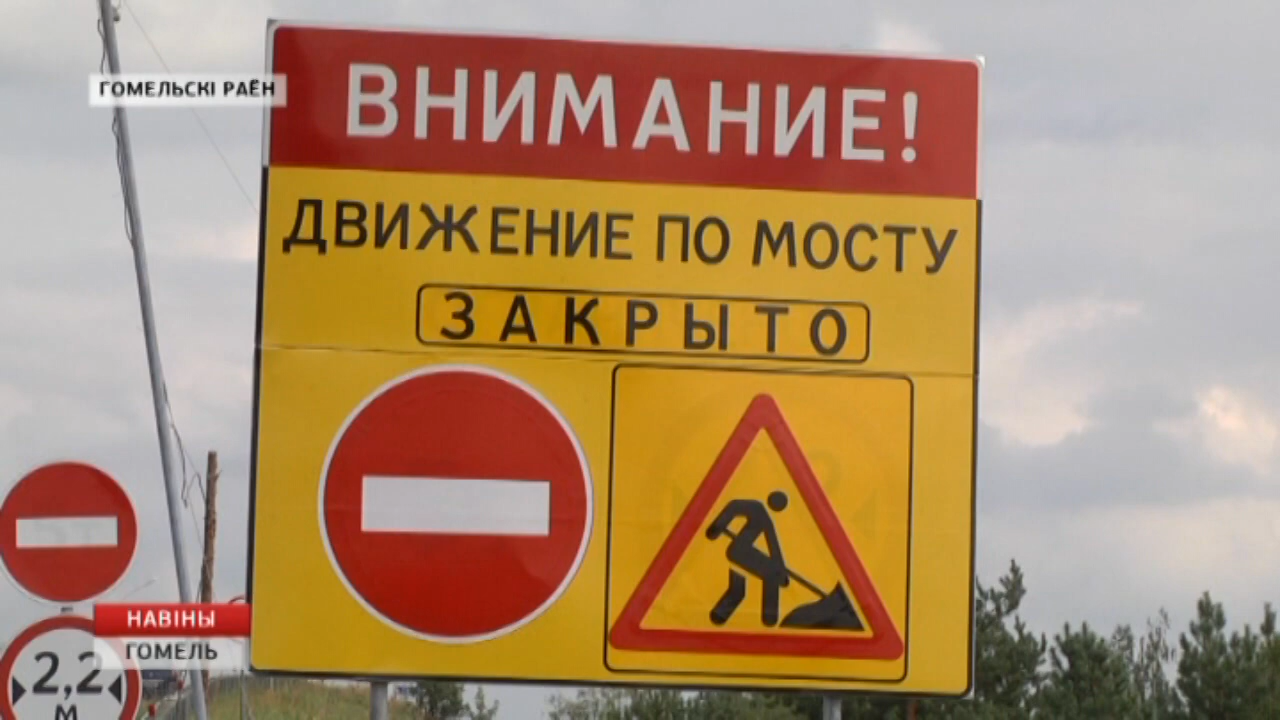 ГОМЕЛЬСКІ РАЁН
ВНИМАНИЕ!
ДВИЖЕНИЕ ПО МОСТУ
ЗАКРЫТО
НАВІНЫ
ГОМЕЛЬ
2,2
М